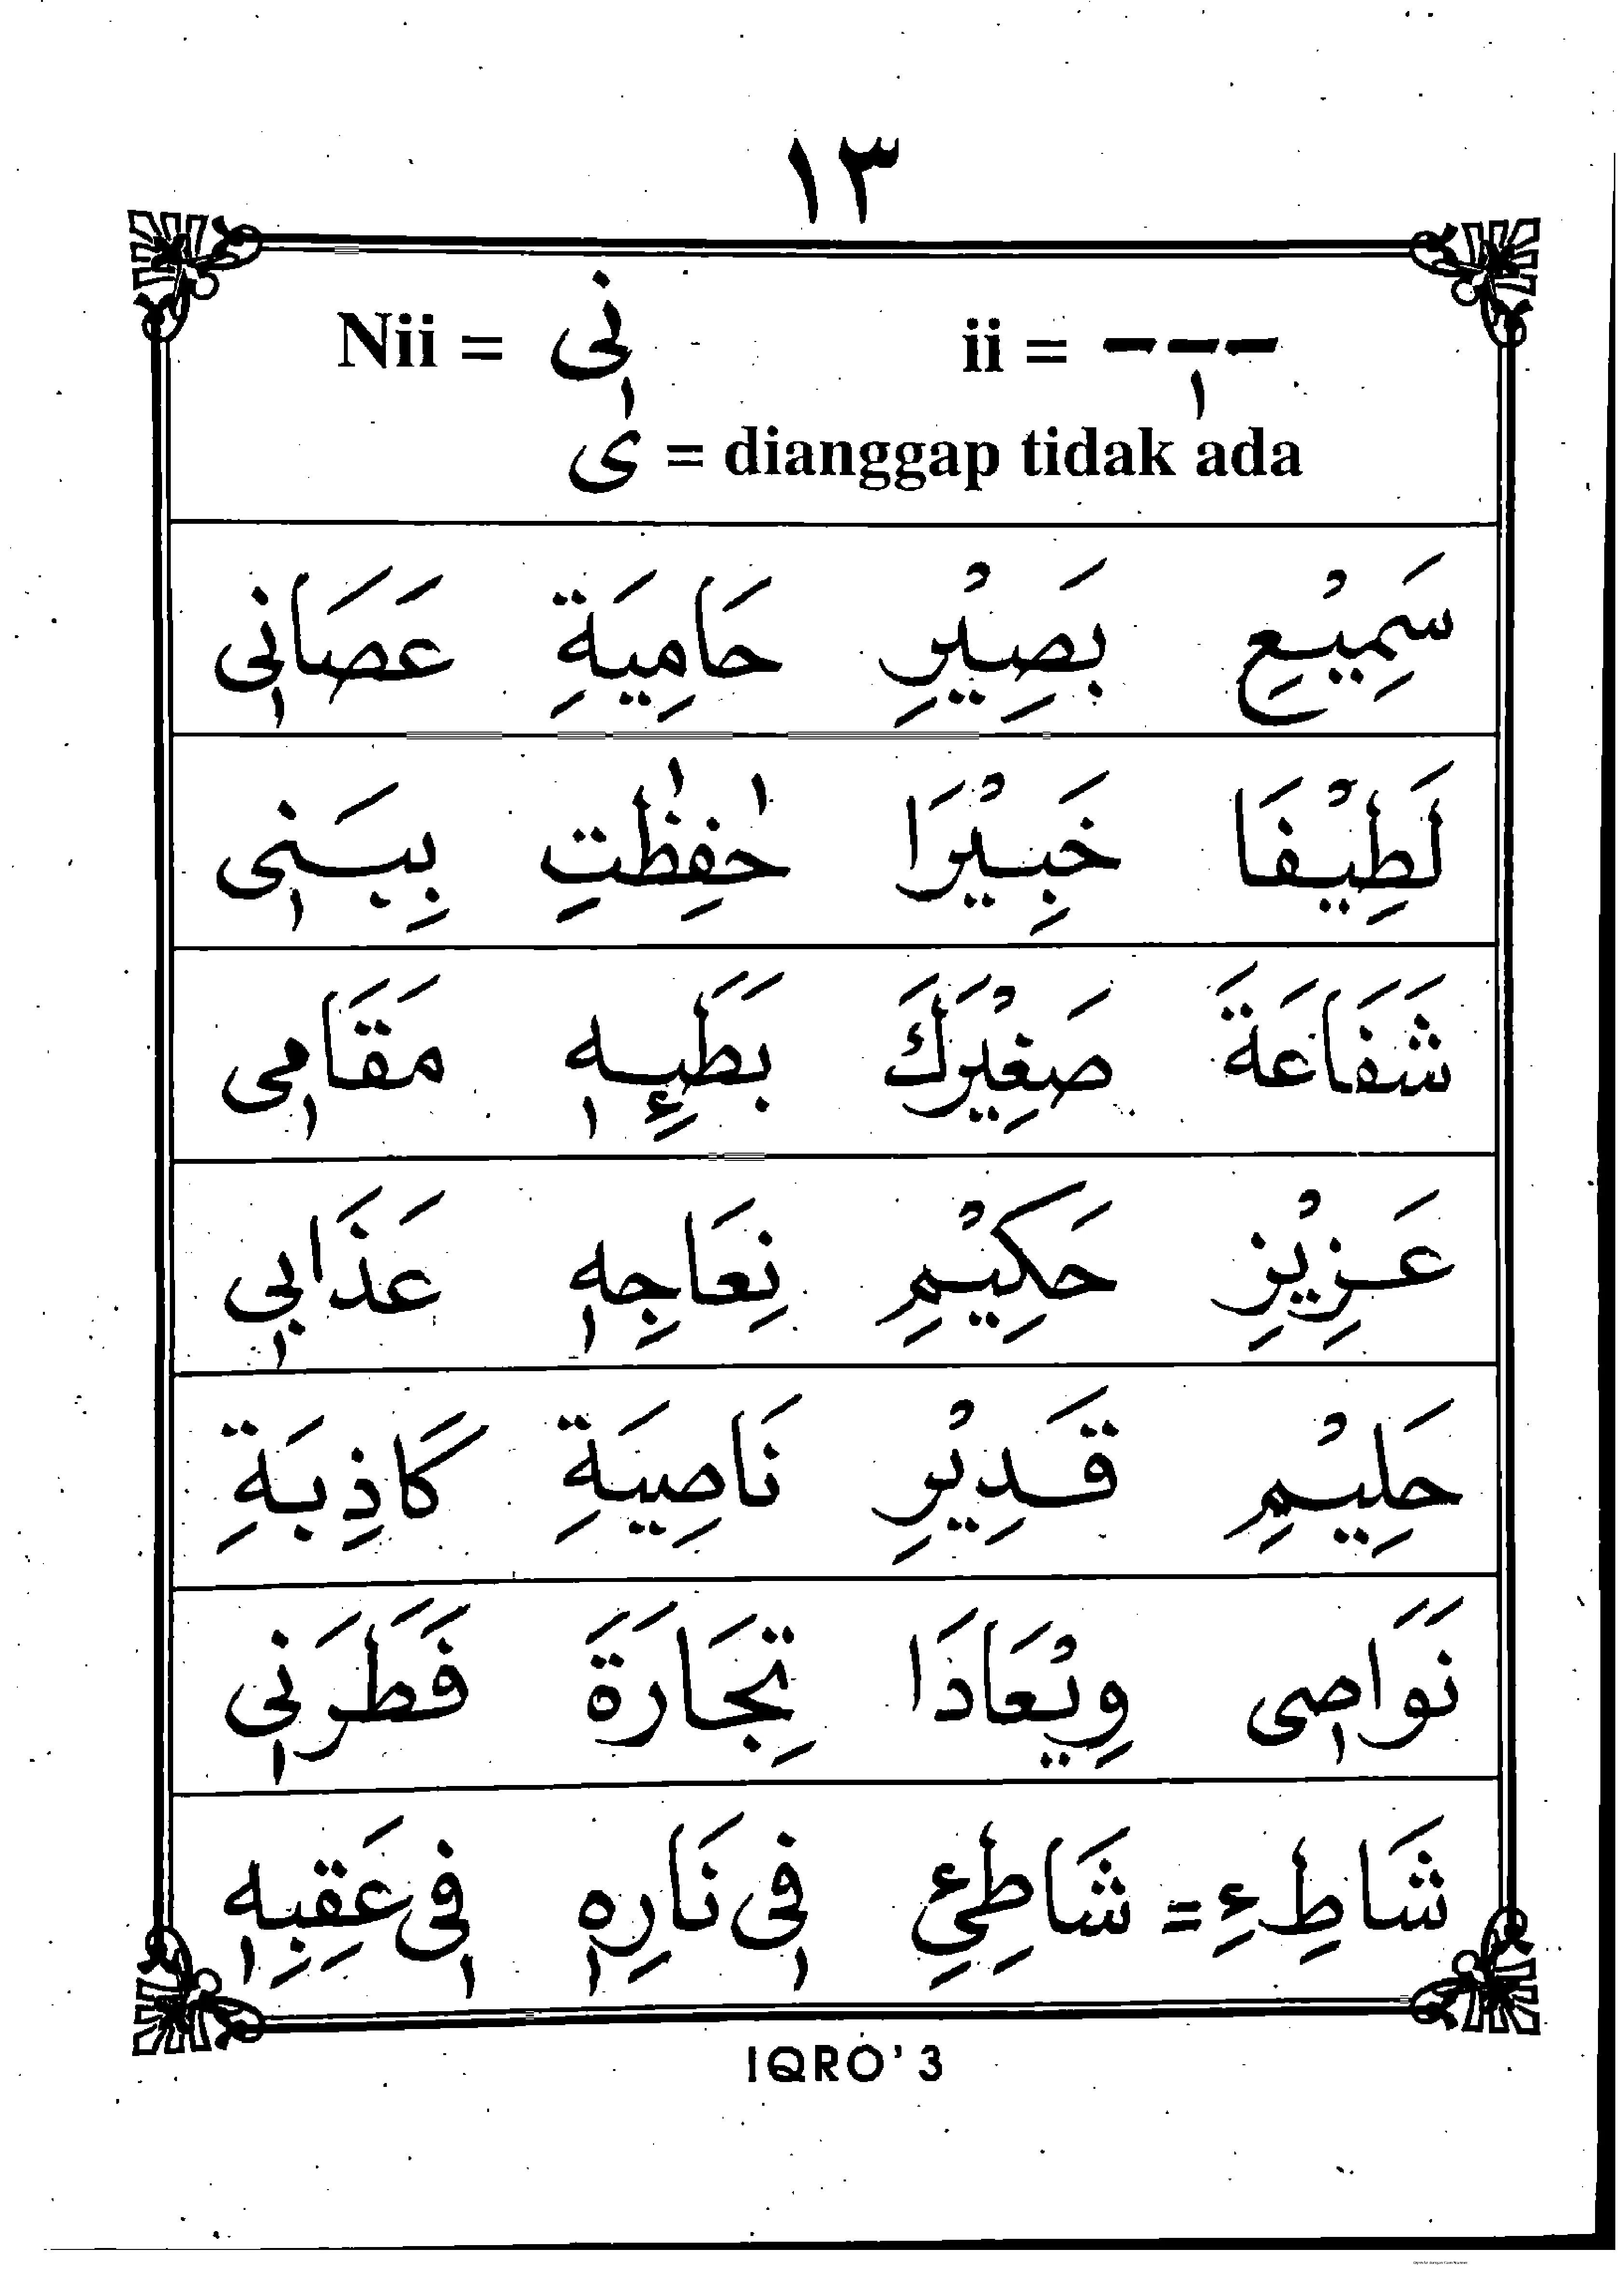 ١٣
Nii = نٖى ii = ---ٖ
ى = dianggap tidak ada
سَمِيْعِ بَصِيْرِ حَامِيَةِ عَصَانٖى
لَطِيْفَا خَبِيْرَا حٰفِظٰتِ بِيَنٖى
شَفَاعَةَ صَغِيْرَكَ بَطَئِهٖ مَقَامٖى
عَزِيْزِ حَكِيْمِ نِعَاجِهٖ عَذَابٖى
حَلِيْمِ قَدِيْرِ نَاصِيَةِ كَاذِبَةِ
نَوَاصٖى وِيْعَادَا تِجَارَةَ فَطَرَنٖى
شَاطِءِ = شَاطِئِ فٖى نَارِهٖ فٖى عَقِبِهٖ
IQRO' 3